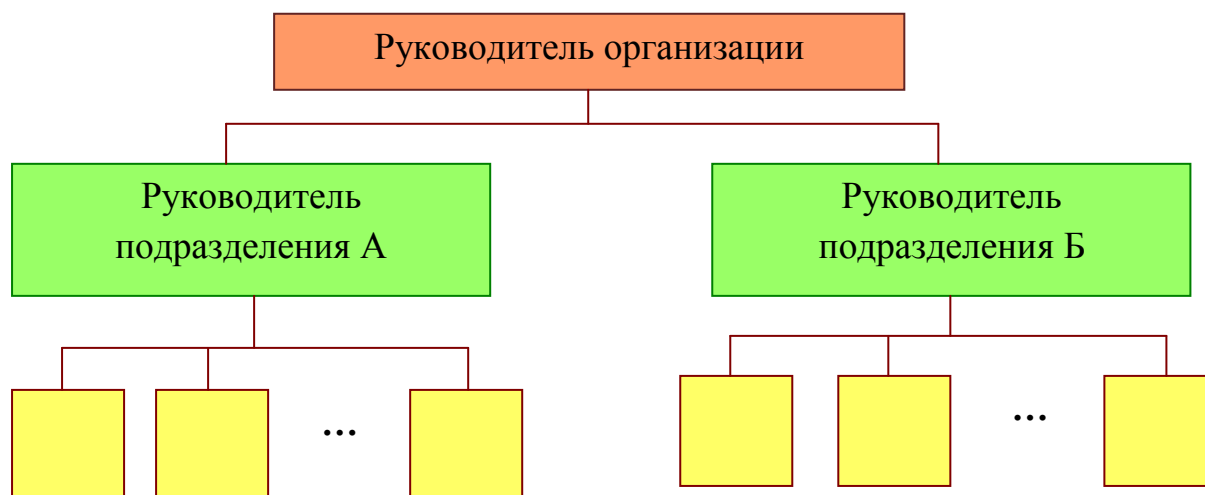 Руководитель организации
Руководитель
подразделения А
Руководитель
подразделения Б
...
...